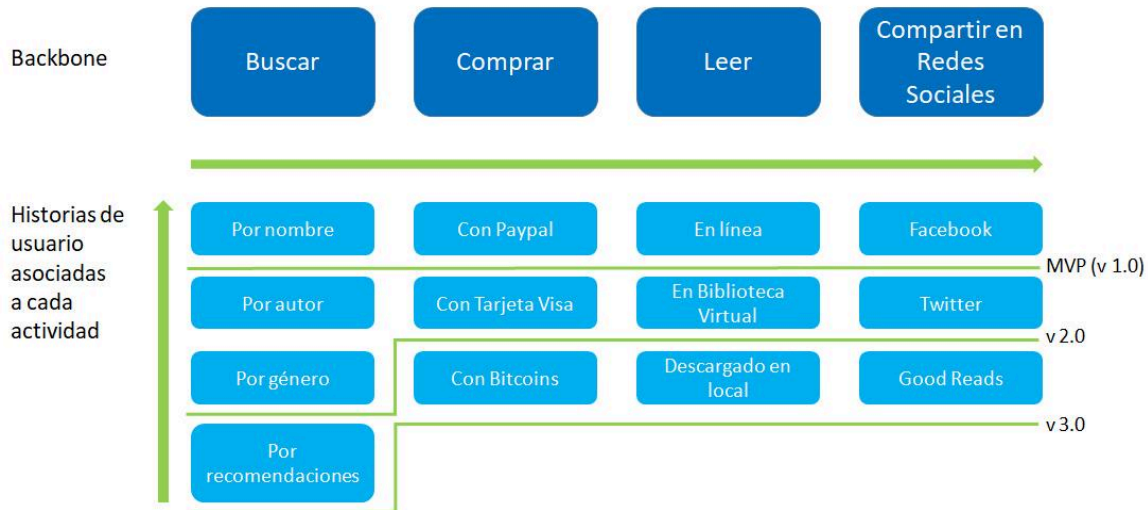 Backbone
Buscar
Comprar
Leer
Compartir en
Redes
Sociales
Historias de
usuario
asociadas
a cada
actividad
Por nombre
Con Paypal
En línea
Facebook
MVP (v 1.0)
Por autor
Con Tarjeta Visa
En Biblioteca
Virtual
Twitter
v 2.0
Por género
Con Bitcoins
Descargado en
local
Good Reads
v 3.0
Por
recomendaciones